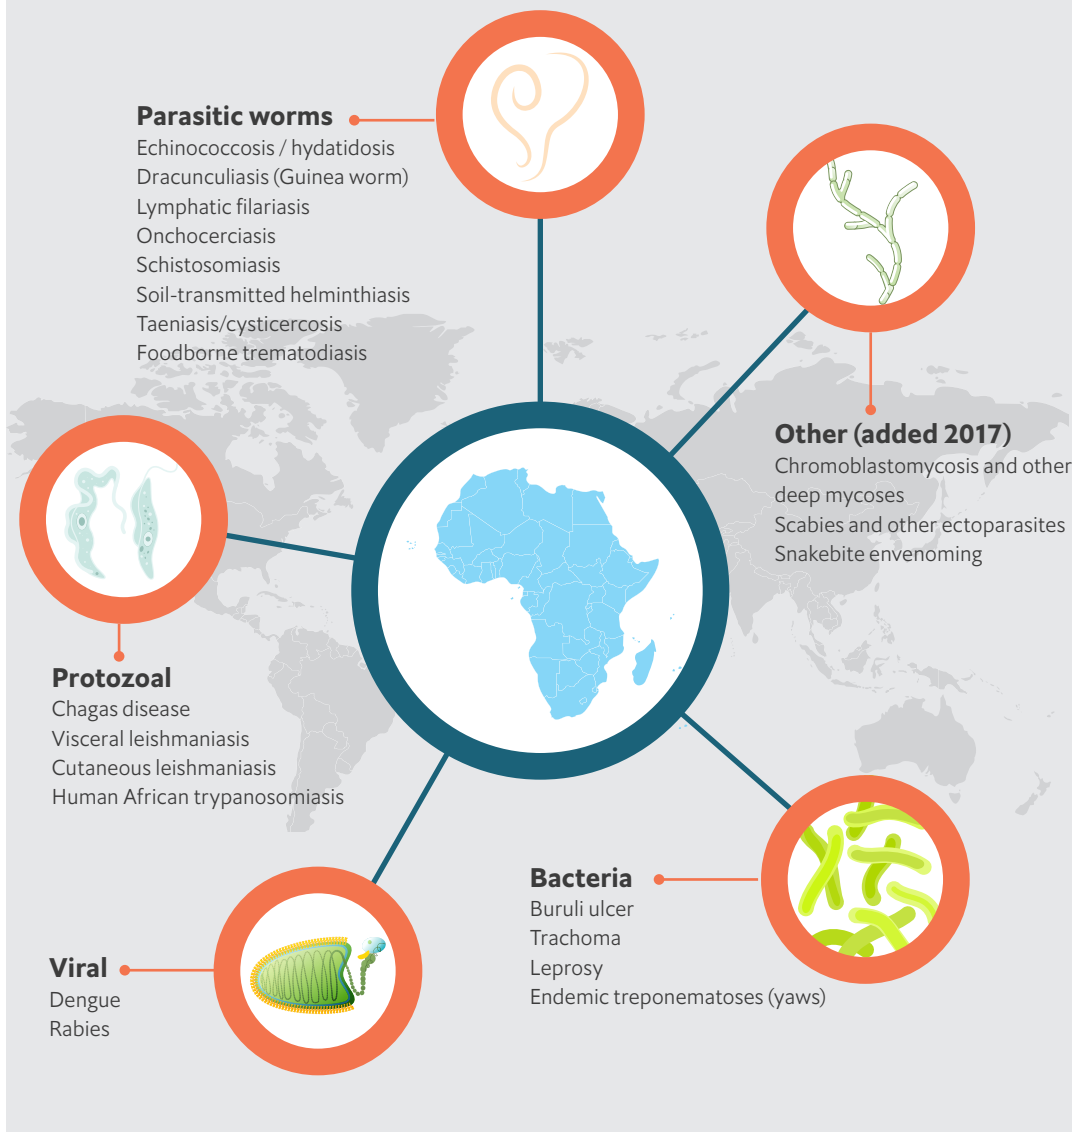 Parasitic worms
Echinococcosis / hydatidosis
Dracunculiasis (Guinea worm)
Lymphatic filariasis
Onchocerciasis
Schistosomiasis
Soil-transmitted helminthiasis
Taeniasis/cysticercosis
Foodborne trematodiasis
Other (added 2017)
Chromoblastomycosis and other
deep mycoses
Scabies and other ectoparasites
Snakebite envenoming
Protozoal
Chagas disease
Visceral leishmaniasis
Cutaneous leishmaniasis
Human African trypanosomiasis
Bacteria
Buruli ulcer
Trachoma
Leprosy
Endemic treponematoses (yaws)
Viral
Dengue
Rabies